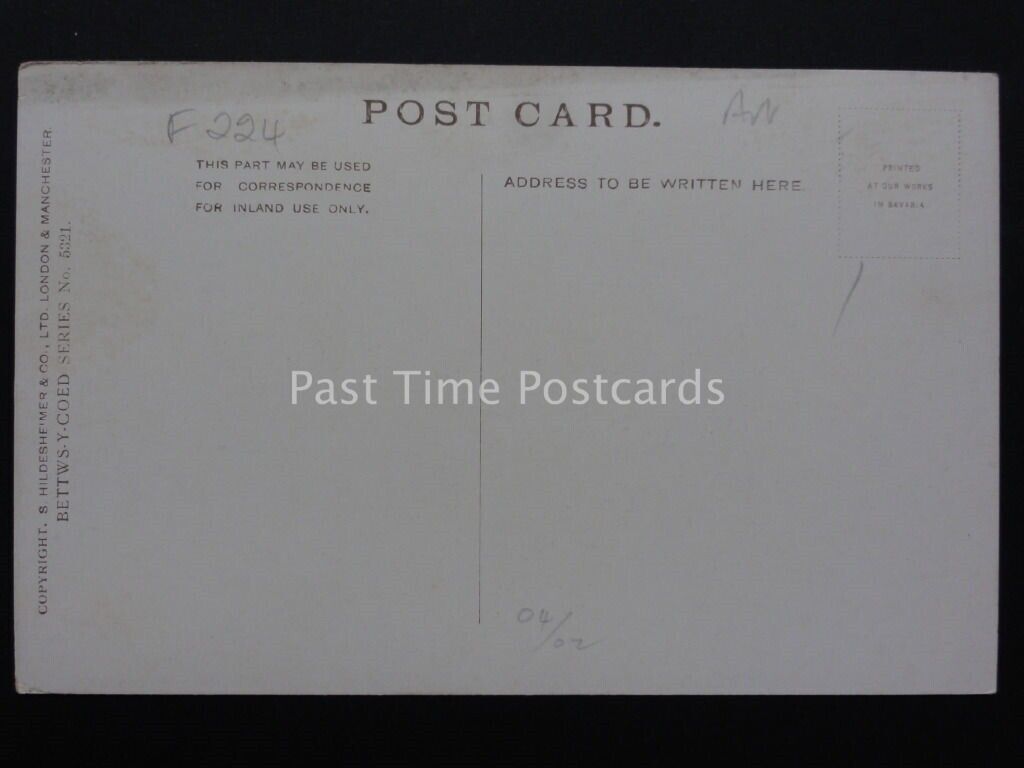 POST CARD.
F 224
AN
THIS PART MAY BE USED
FOR CORRESPONDENCE
FOR INLAND USE ONLY.
ADDRESS TO BE WRITTEN HERE.
PRINTED
AT OUR WORKS
IN BAVARIA
COPYRIGHT. S. HILDESHEIMER & CO., LTD. LONDON & MANCHESTER.
BETTWS-Y-COED SERIES No. 5321.
Past Time Postcards
04/02